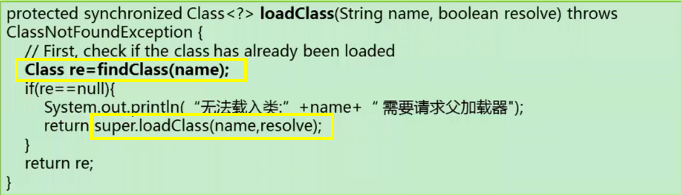 protected synchronized Class<?> loadClass(String name, boolean resolve) throws
ClassNotFoundException {
// First, check if the class has already been loaded
Class re=findClass(name);
if(re==null){
System.out.println(“无法载入类:”+name+“ 需要请求父加载器");
return super.loadClass(name,resolve);
}
return re;
}